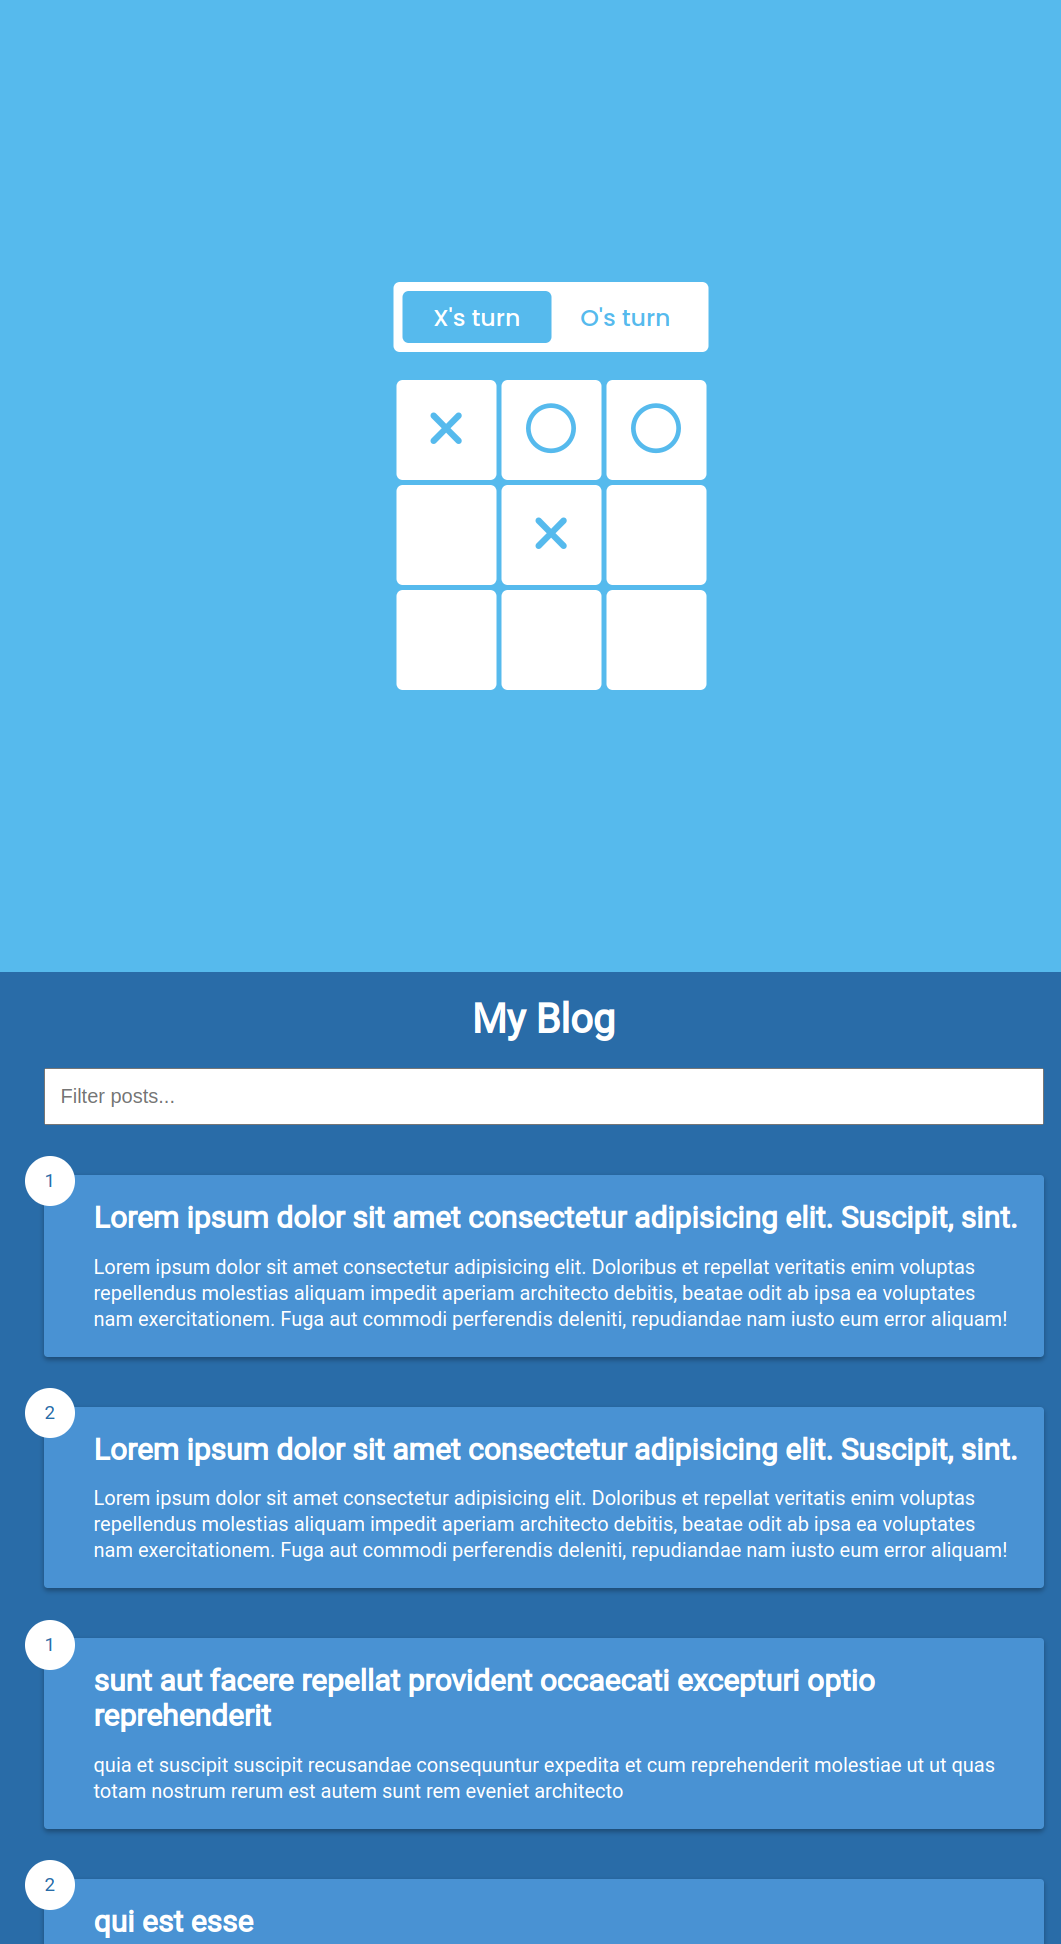 X's turn O's turn
My Blog
Filter posts...
1
Lorem ipsum dolor sit amet consectetur adipisicing elit. Suscipit, sint.
Lorem ipsum dolor sit amet consectetur adipisicing elit. Doloribus et repellat veritatis enim voluptas
repellendus molestias aliquam impedit aperiam architecto debitis, beatae odit ab ipsa ea voluptates
nam exercitationem. Fuga aut commodi perferendis deleniti, repudiandae nam iusto eum error aliquam!
2
Lorem ipsum dolor sit amet consectetur adipisicing elit. Suscipit, sint.
Lorem ipsum dolor sit amet consectetur adipisicing elit. Doloribus et repellat veritatis enim voluptas
repellendus molestias aliquam impedit aperiam architecto debitis, beatae odit ab ipsa ea voluptates
nam exercitationem. Fuga aut commodi perferendis deleniti, repudiandae nam iusto eum error aliquam!
1
sunt aut facere repellat provident occaecati excepturi optio
reprehenderit
quia et suscipit suscipit recusandae consequuntur expedita et cum reprehenderit molestiae ut ut quas
totam nostrum rerum est autem sunt rem eveniet architecto
2
qui est esse